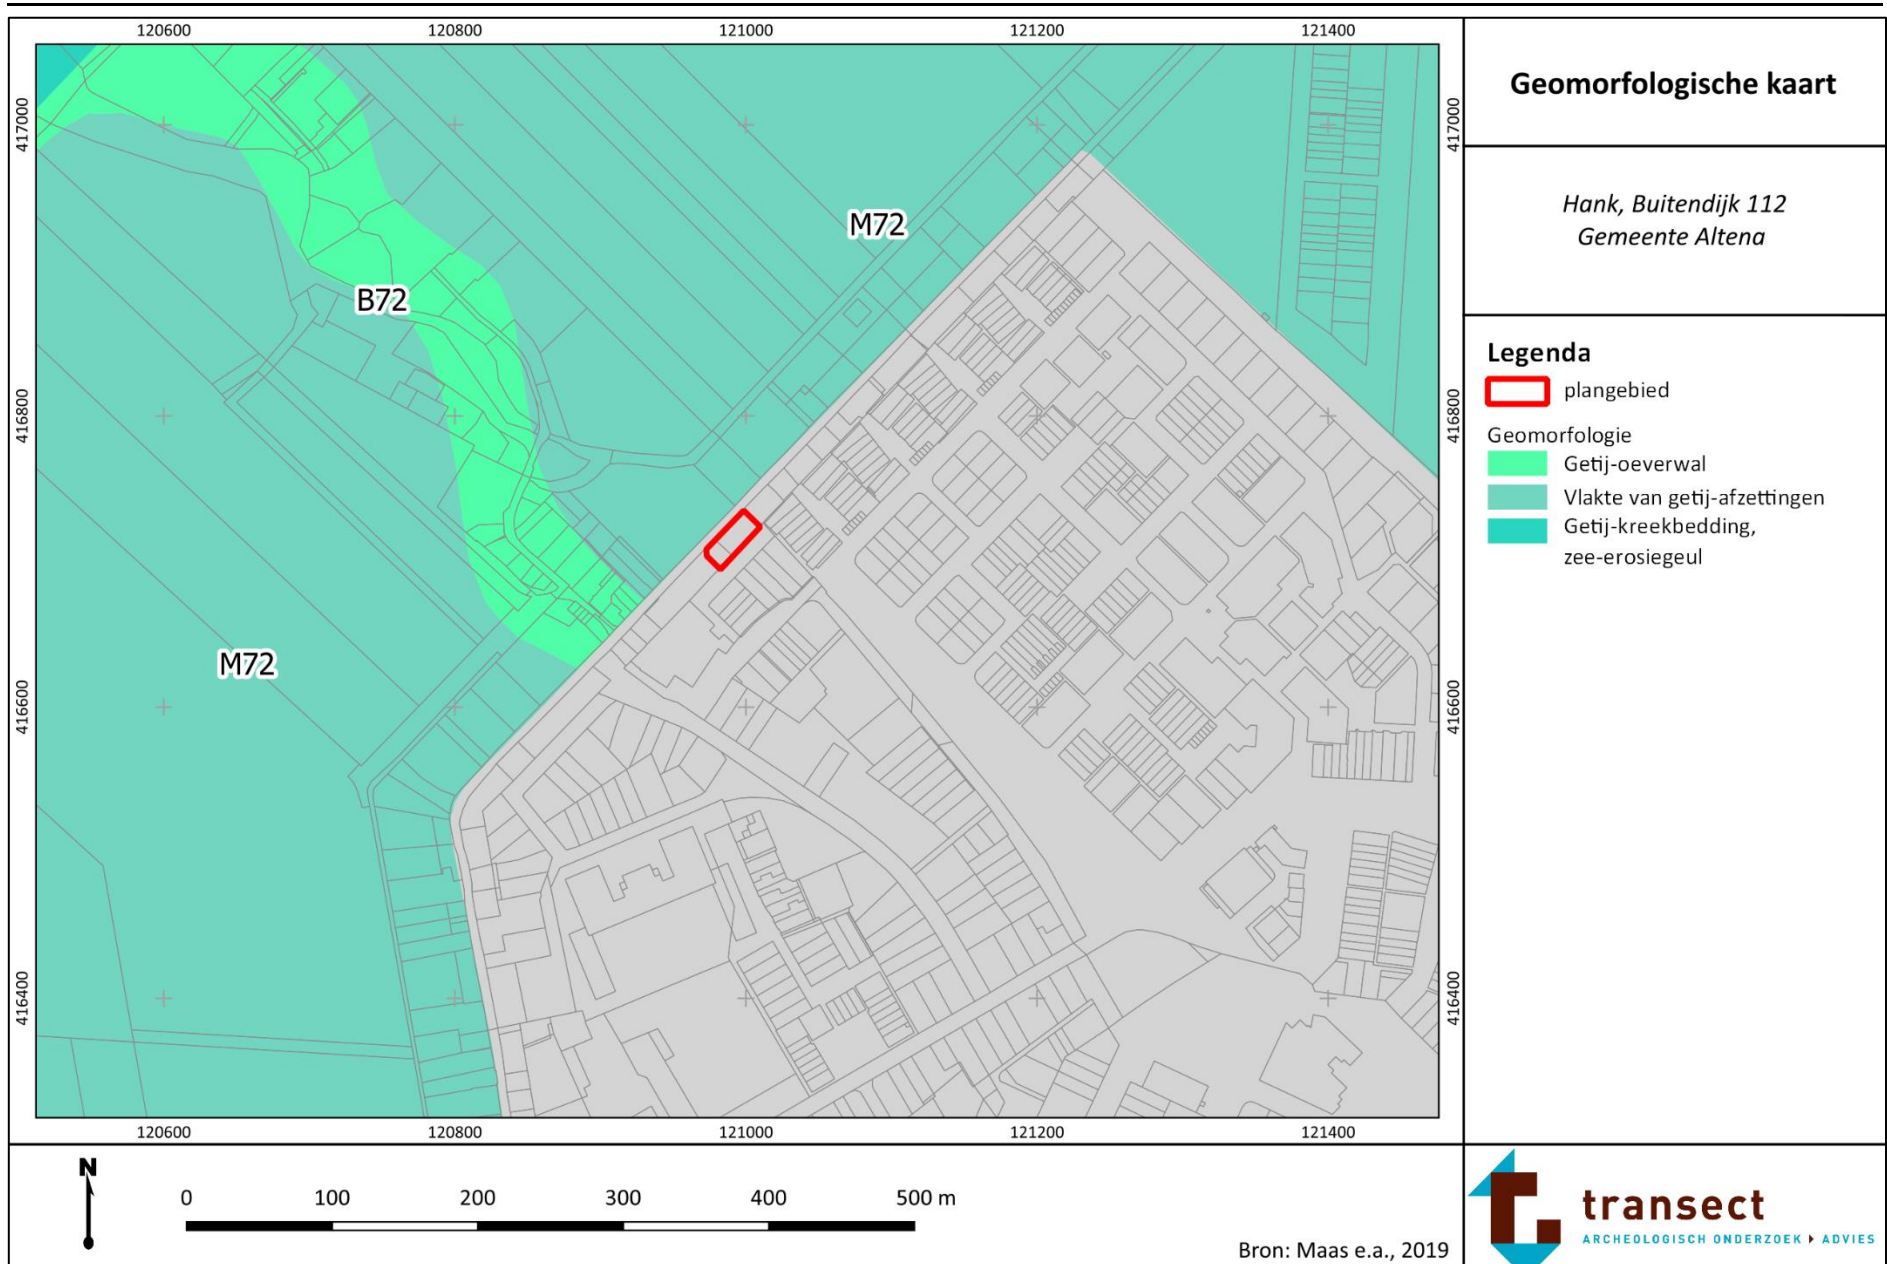 120600 120800 121000 121200 121400
417000
416800
416600
416400
M72
B72
M72
417000
416800
416600
416400
120600 120800 121000 121200 121400
Geomorfologische kaart
Hank, Buitendijk 112
Gemeente Altena
Legenda
plangebied
Geomorfologie
Getij-oeverwal
Vlakte van getij-afzettingen
Getij-kreekbedding,
zee-erosiegeul
N
0 100 200 300 400 500 m
Bron: Maas e.a., 2019
transect
ARCHEOLOGISCH ONDERZOEK ▸ ADVIES